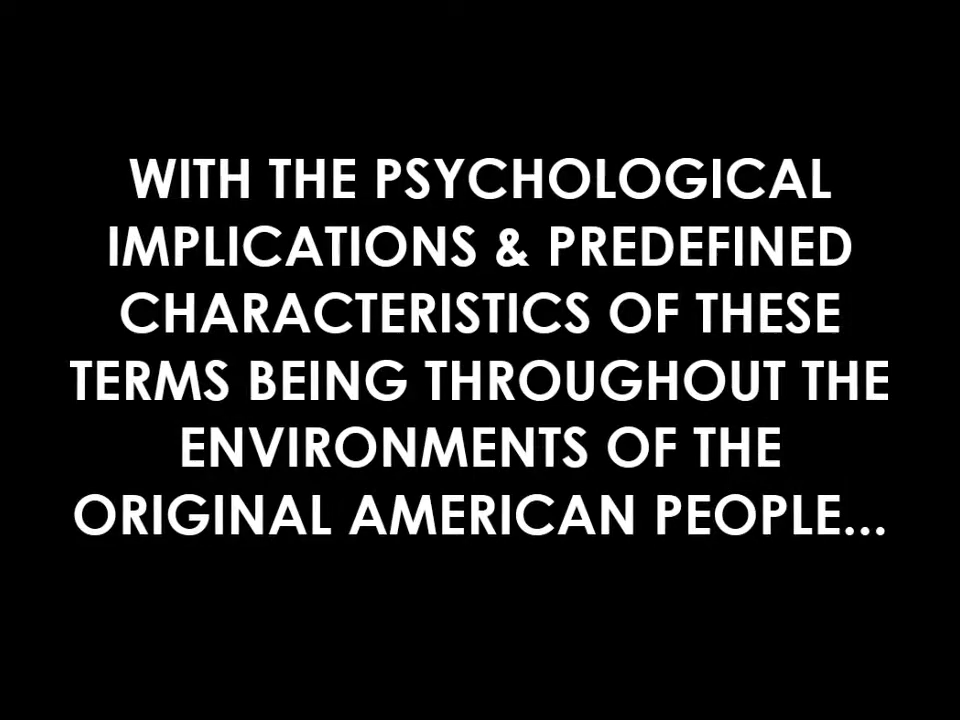 WITH THE PSYCHOLOGICAL
IMPLICATIONS & PREDEFINED
CHARACTERISTICS OF THESE
TERMS BEING THROUGHOUT THE
ENVIRONMENTS OF THE
ORIGINAL AMERICAN PEOPLE...